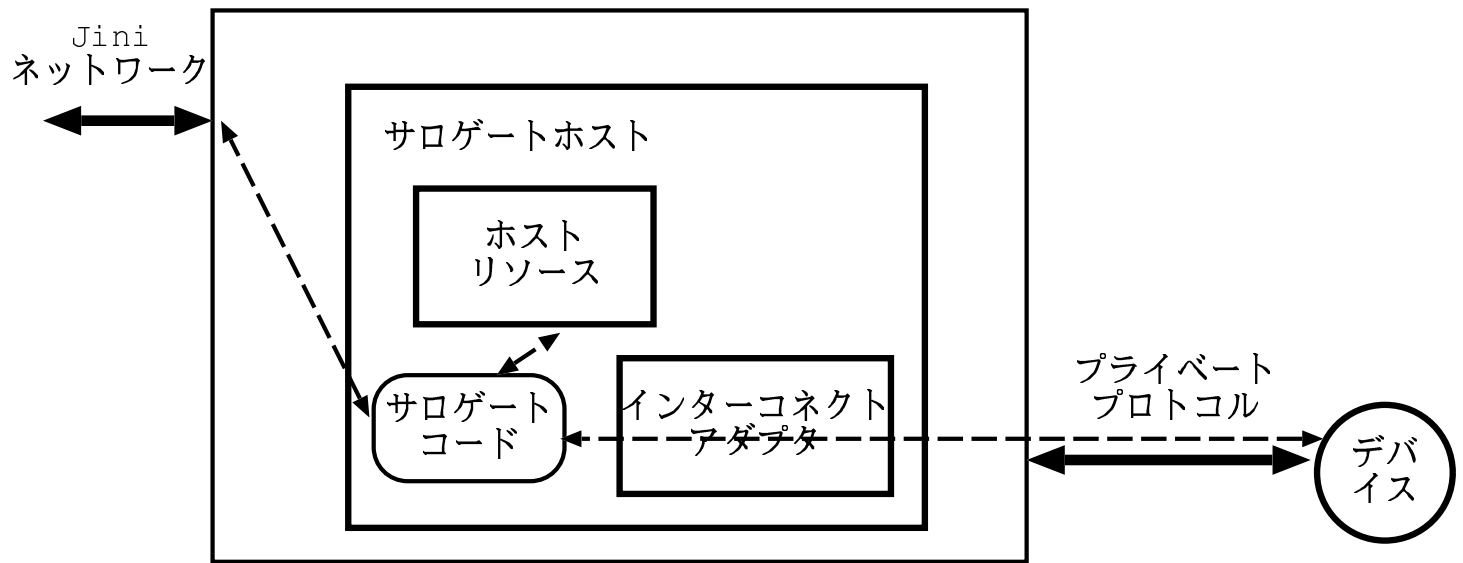 Jini
ネットワーク
サロゲートホスト
ホスト
リソース
サロゲート
コード
インターコネクト
アダプタ
プライベート
プロトコル
デバ
イス